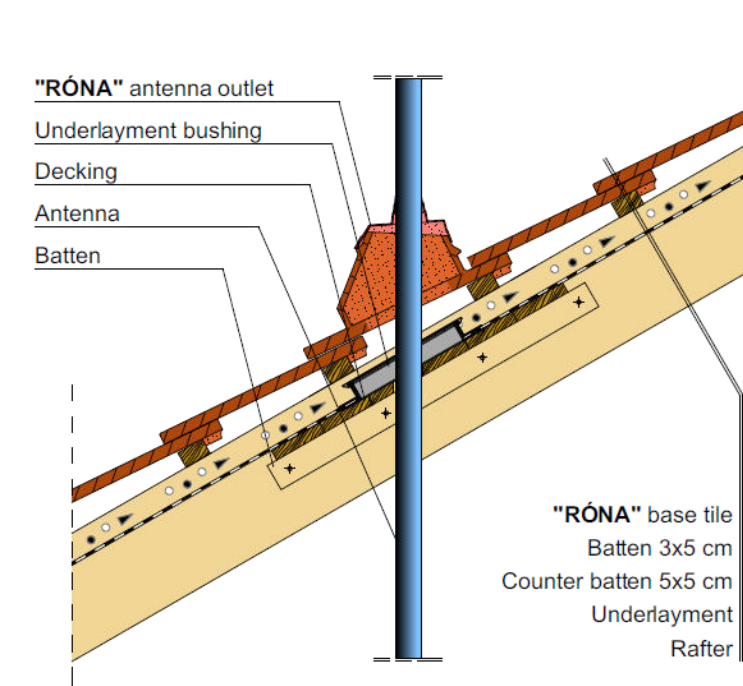 "RÓNA" antenna outlet
Underlayment bushing
Decking
Antenna
Batten
"RÓNA" base tile
Batten 3x5 cm
Counter batten 5x5 cm
Underlayment
Rafter